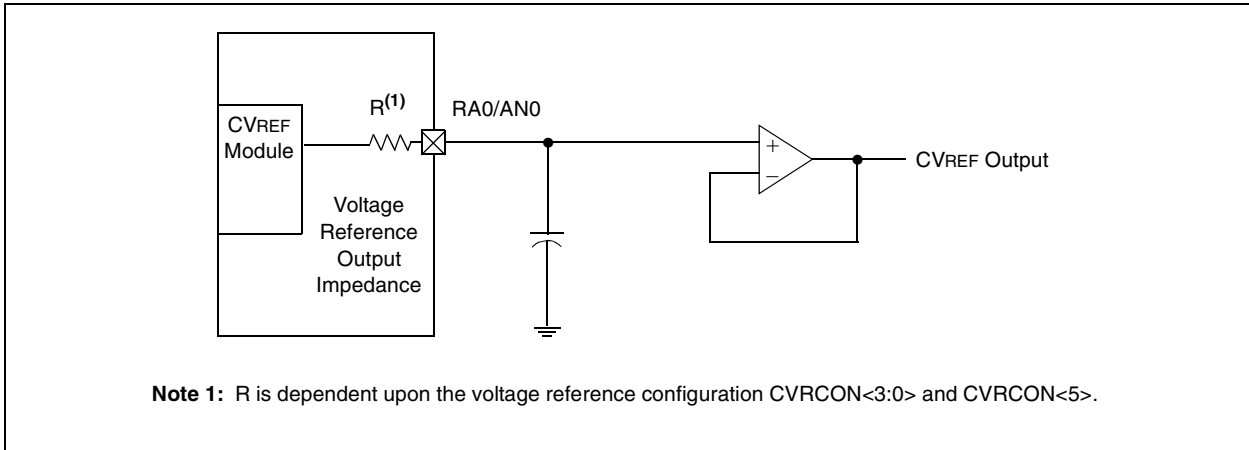 R(1)
RA0/AN0
CVREF
Module
+
–
CVREF Output
Voltage
Reference
Output
Impedance
Note 1: R is dependent upon the voltage reference configuration CVRCON<3:0> and CVRCON<5>.